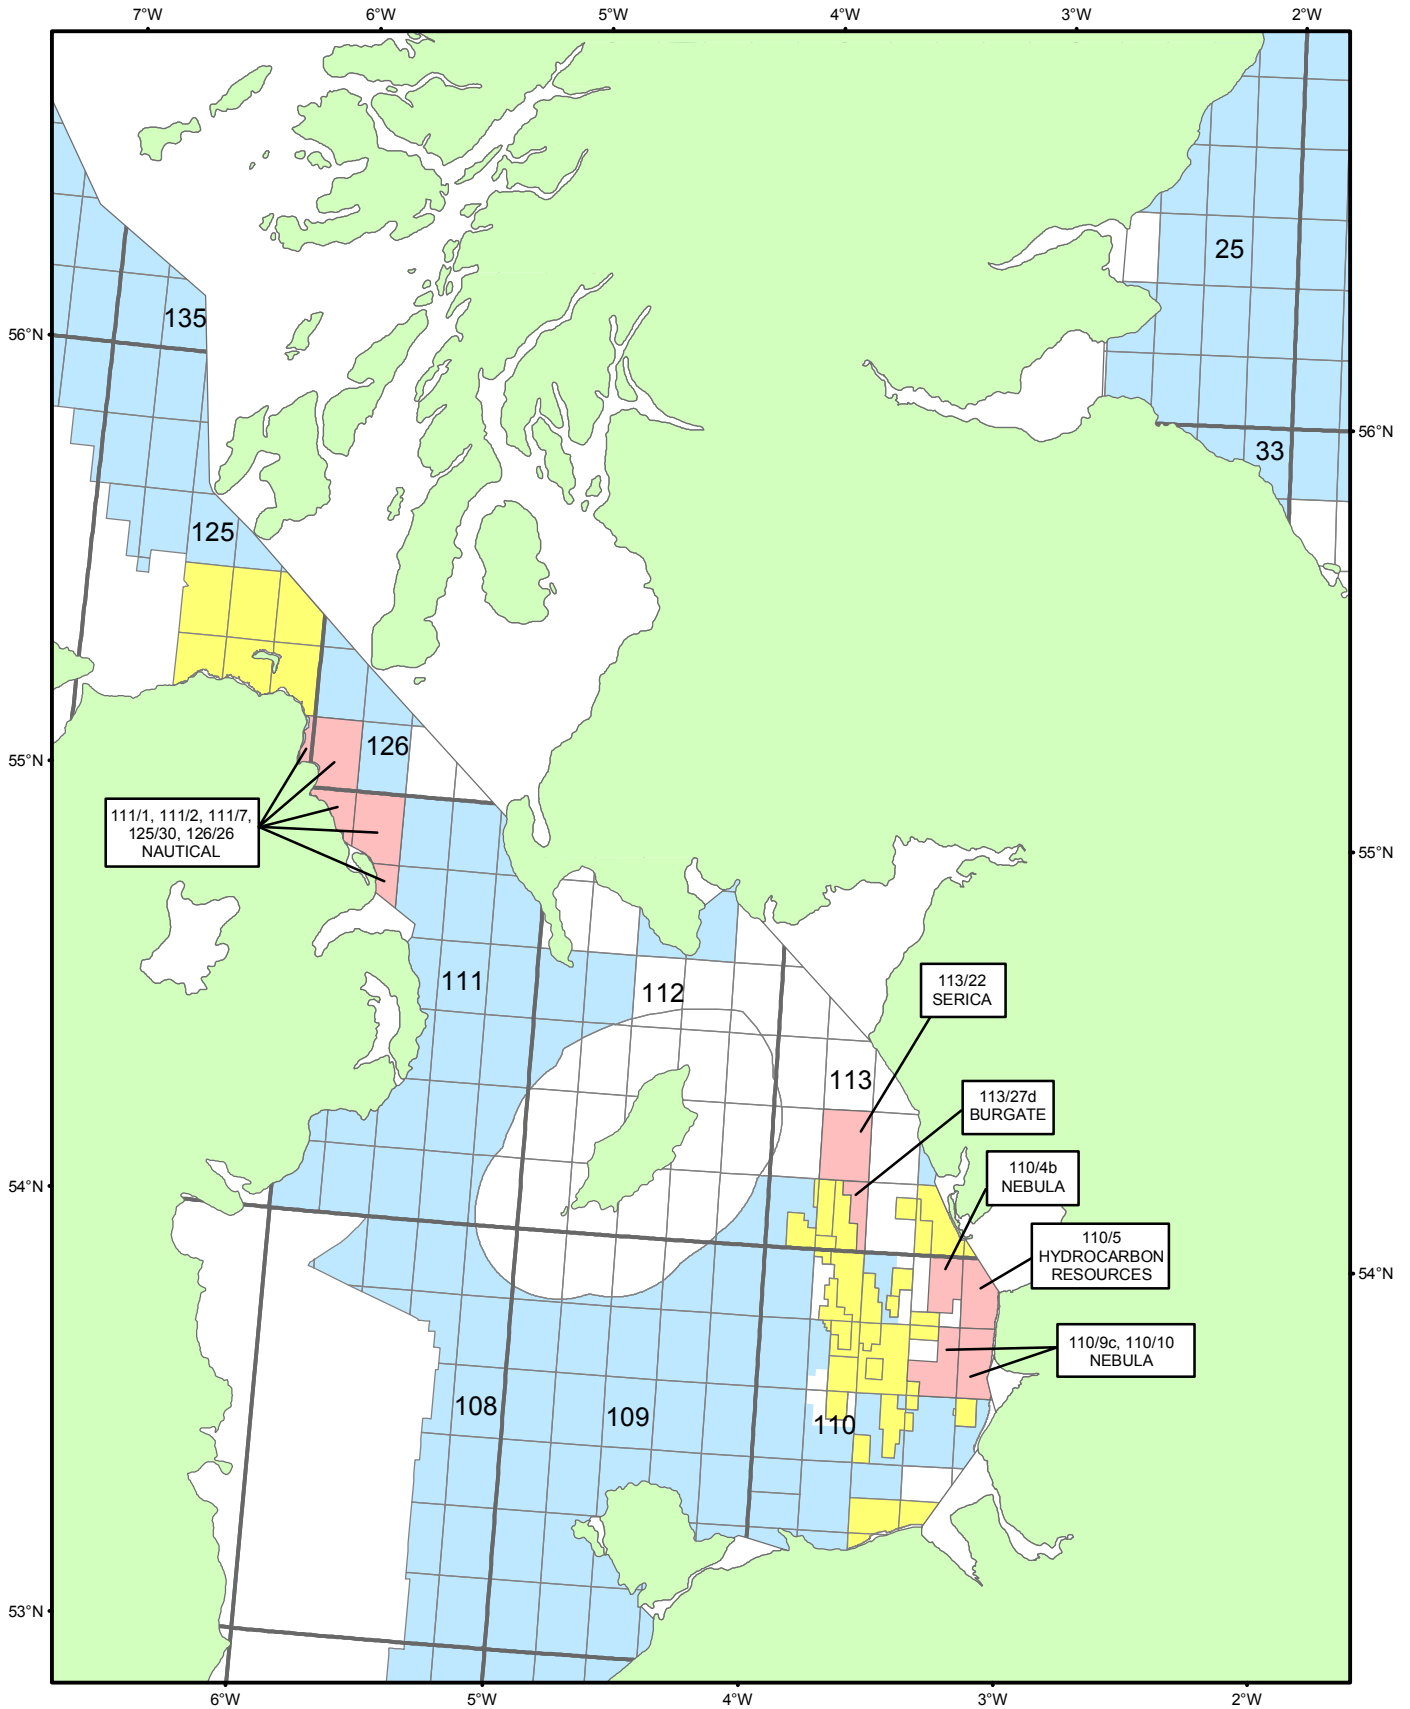 7°W
6°W
5°W
4°W
3°W
2°W
25
135
56°N
56°N
33
125
126
55°N
111/1, 111/2, 111/7,
125/30, 126/26
NAUTICAL
55°N
111
112
113/22
SERICA
113
113/27d
BURGATE
110/4b
NEBULA
54°N
110/5
HYDROCARBON
RESOURCES
54°N
110/9c, 110/10
NEBULA
108
109
110
53°N
6°W
5°W
4°W
3°W
2°W